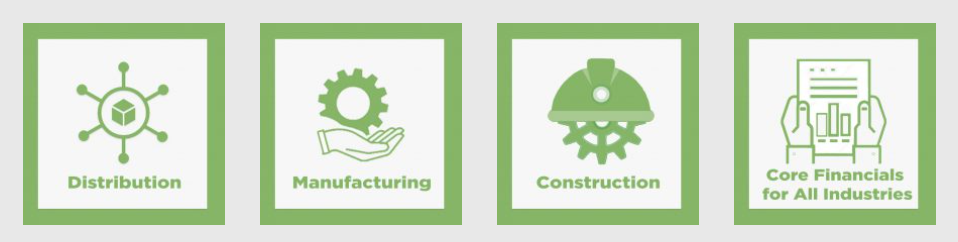 Distribution
Manufacturing
Construction
Core Financials
for All Industries